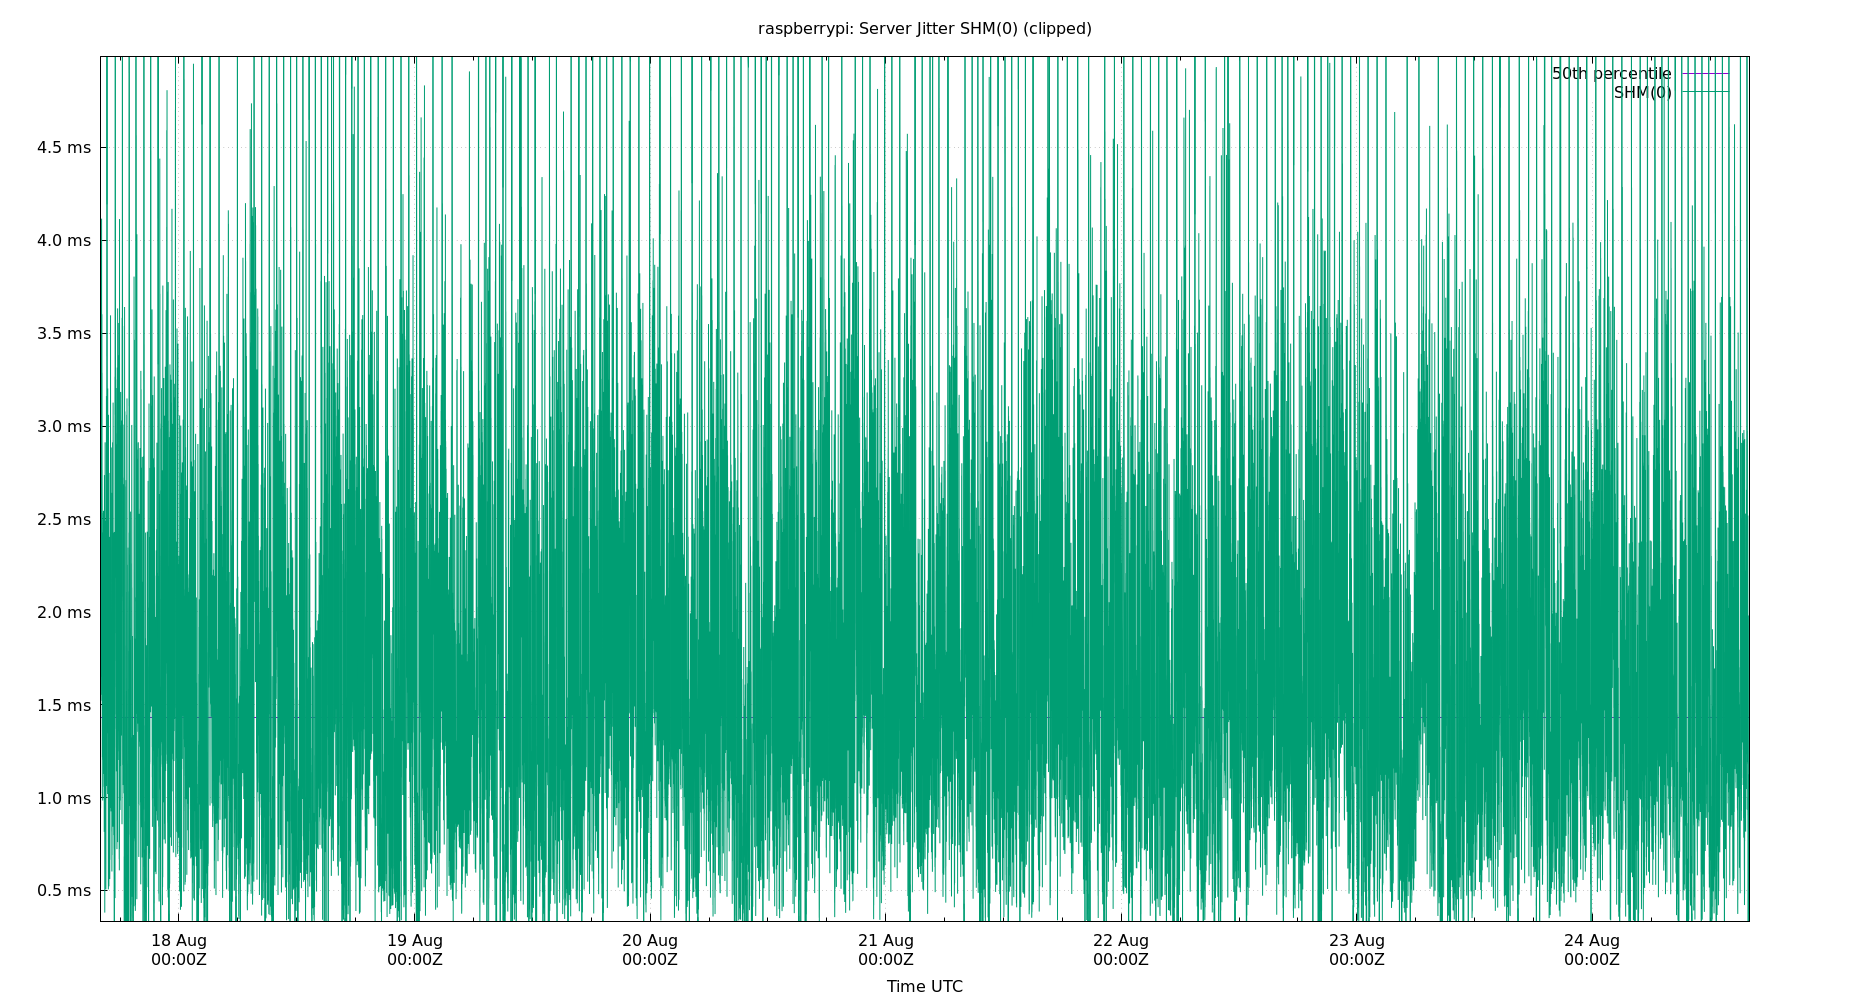 raspberrypi: Server Jitter SHM(0) (clipped)
50th percentile
SHM(0)
4.5 ms
4.0 ms
3.5 ms
3.0 ms
2.5 ms
2.0 ms
1.5 ms
1.0 ms
0.5 ms
18 Aug 19 Aug 20 Aug 21 Aug 22 Aug 23 Aug 24 Aug
00:00Z 00:00Z 00:00Z 00:00Z 00:00Z 00:00Z 00:00Z
Time UTC